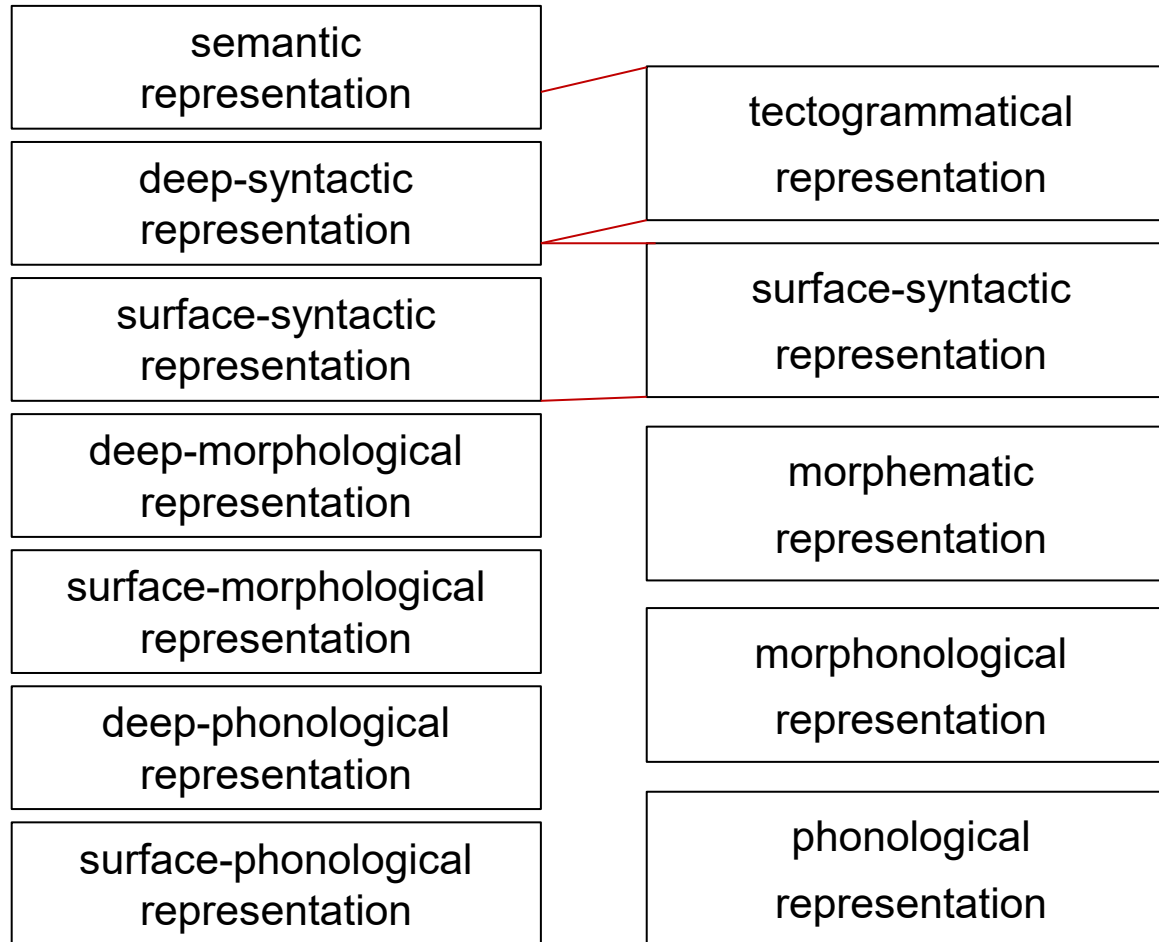 semantic
representation
deep-syntactic
representation
surface-syntactic
representation
deep-morphological
representation
surface-morphological
representation
deep-phonological
representation
surface-phonological
representation
tectogrammatical
representation
surface-syntactic
representation
morphematic
representation
morphonological
representation
phonological
representation